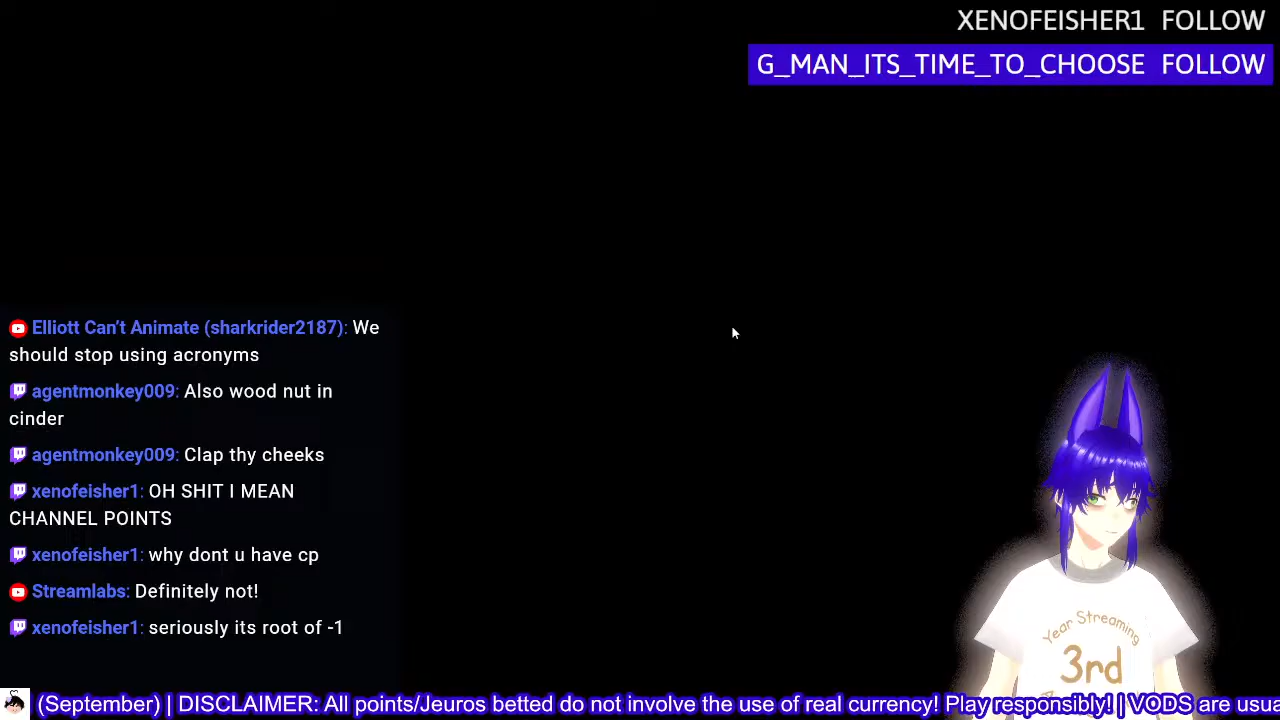 XENOFEISHER1 FOLLOW
G_MAN_ITS_TIME_TO_CHOOSE FOLLOW
Elliott Can’t Animate (sharkrider2187): We
should stop using acronyms
agentmonkey009: Also wood nut in
cinder
agentmonkey009: Clap thy cheeks
xenofeisher1: OH SHIT I MEAN
CHANNEL POINTS
xenofeisher1: why dont u have cp
Streamlabs: Definitely not!
xenofeisher1: seriously its root of -1
Year Streaming
3rd
(September) | DISCLAIMER: All points/Jeuros betted do not involve the use of real currency! Play responsibly! | VODS are usua